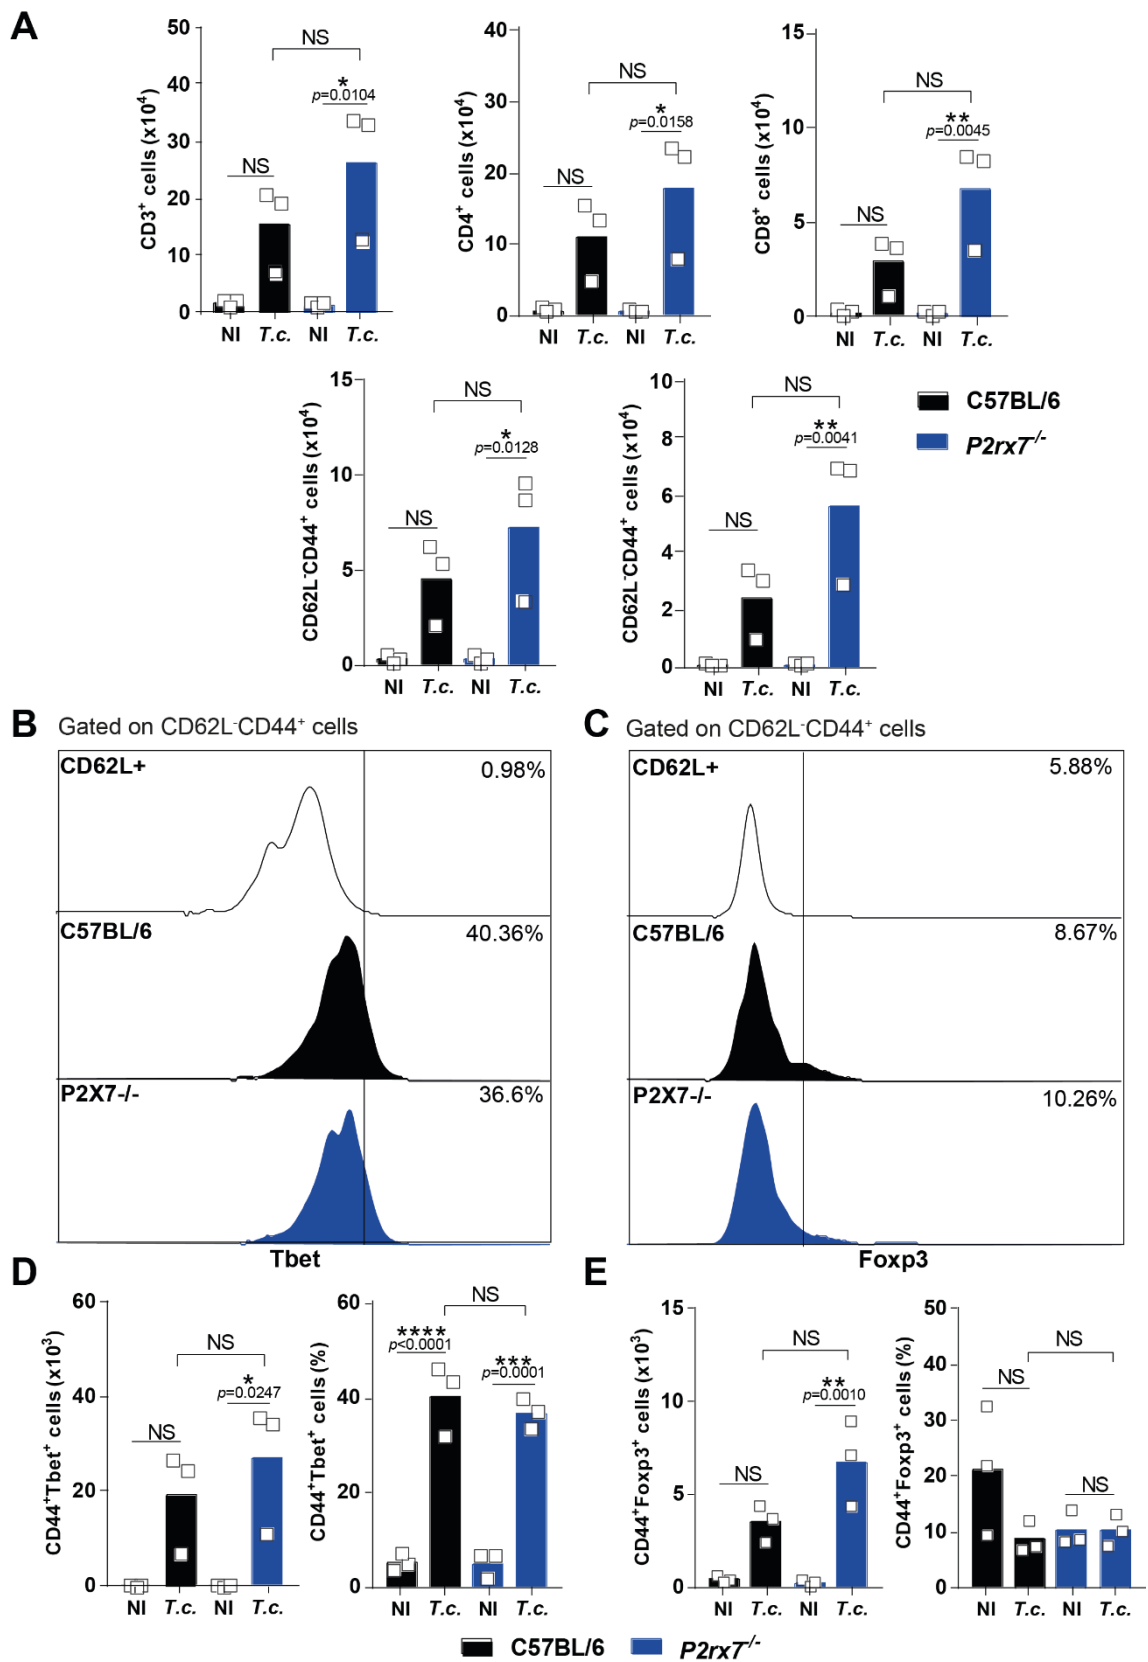 A
CD3⁺ cells (x10⁴)
50
40
30
20
10
0
NS
NS
*
p=0.0104
NI
T.c.
NI
T.c.
CD4⁺ cells (x10⁴)
40
30
20
10
0
NS
NS
*
p=0.0158
NI
T.c.
NI
T.c.
CD8⁺ cells (x10⁴)
15
10
5
0
NS
NS
**
p=0.0045
NI
T.c.
NI
T.c.
CD62L⁻CD44⁺ cells (x10⁴)
15
10
5
0
NS
NS
*
p=0.0128
NI
T.c.
NI
T.c.
CD62L⁻CD44⁺ cells (x10⁴)
10
8
6
4
2
0
NS
NS
**
p=0.0041
NI
T.c.
NI
T.c.
C57BL/6
P2rx7⁻/⁻
B
Gated on CD62L⁻CD44⁺ cells
CD62L+
0.98%
C57BL/6
40.36%
P2X7-/-
36.6%
Tbet
C
Gated on CD62L⁻CD44⁺ cells
CD62L+
5.88%
C57BL/6
8.67%
P2X7-/-
10.26%
Foxp3
D
CD44⁺Tbet⁺ cells (x10³)
60
40
20
0
NS
NS
*
p=0.0247
NI
T.c.
NI
T.c.
CD44⁺Tbet⁺ cells (%)
60
40
20
0
****
p<0.0001
NS
***
p=0.0001
NI
T.c.
NI
T.c.
E
CD44⁺Foxp3⁺ cells (x10³)
15
10
5
0
NS
NS
**
p=0.0010
NI
T.c.
NI
T.c.
CD44⁺Foxp3⁺ cells (%)
50
40
30
20
10
0
NS
NS
NS
NI
T.c.
NI
T.c.
C57BL/6
P2rx7⁻/⁻